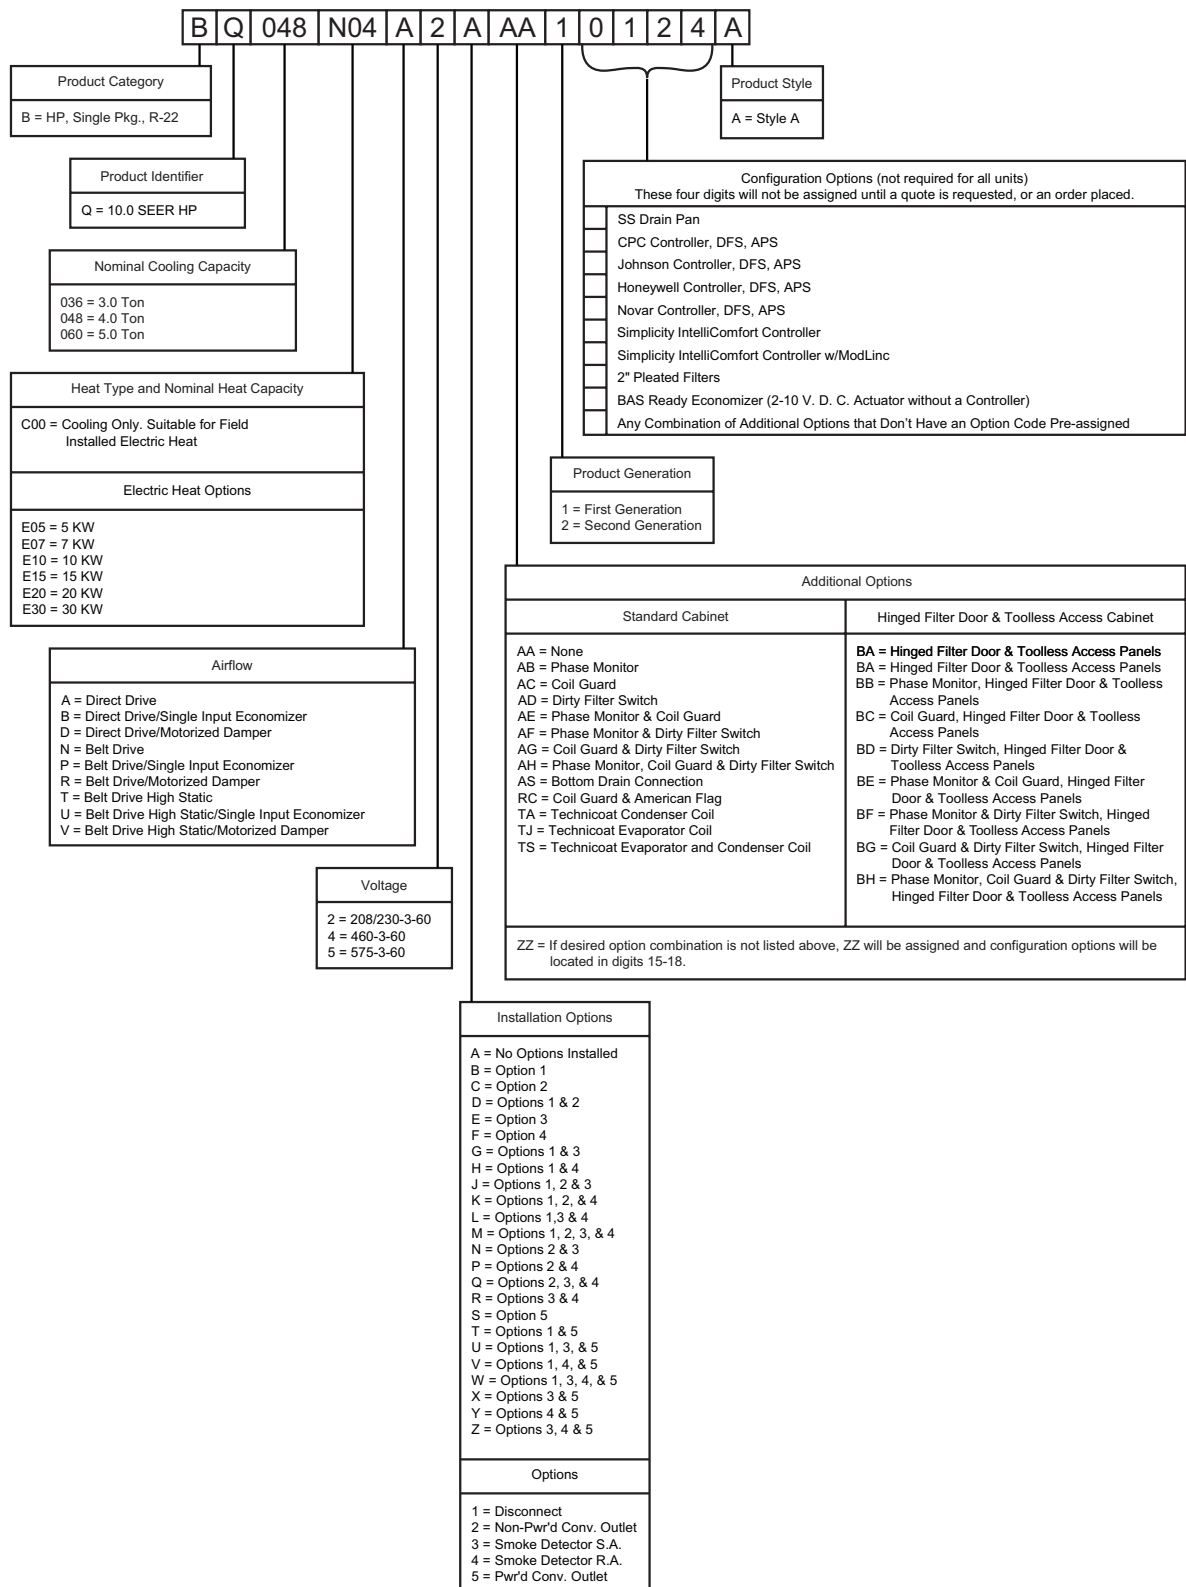 B Q 048 N04 A 2 A AA 1 0 1 2 4 A
Product Category
B = HP, Single Pkg., R-22
Product Style
A = Style A
Product Identifier
Q = 10.0 SEER HP
Configuration Options (not required for all units)
These four digits will not be assigned until a quote is requested, or an order placed.
SS Drain Pan
CPC Controller, DFS, APS
Johnson Controller, DFS, APS
Honeywell Controller, DFS, APS
Novar Controller, DFS, APS
Simplicity IntelliComfort Controller
Simplicity IntelliComfort Controller w/ModLinc
2" Pleated Filters
BAS Ready Economizer (2-10 V. D. C. Actuator without a Controller)
Any Combination of Additional Options that Don't Have an Option Code Pre-assigned
Nominal Cooling Capacity
036 = 3.0 Ton
048 = 4.0 Ton
060 = 5.0 Ton
Heat Type and Nominal Heat Capacity
C00 = Cooling Only. Suitable for Field
Installed Electric Heat
Electric Heat Options
E05 = 5 KW
E07 = 7 KW
E10 = 10 KW
E15 = 15 KW
E20 = 20 KW
E30 = 30 KW
Product Generation
1 = First Generation
2 = Second Generation
Additional Options
Standard Cabinet
AA = None
AB = Phase Monitor
AC = Coil Guard
AD = Dirty Filter Switch
AE = Phase Monitor & Coil Guard
AF = Phase Monitor & Dirty Filter Switch
AG = Coil Guard & Dirty Filter Switch
AH = Phase Monitor, Coil Guard & Dirty Filter Switch
AS = Bottom Drain Connection
RC = Coil Guard & American Flag
TA = Technicoat Condenser Coil
TJ = Technicoat Evaporator Coil
TS = Technicoat Evaporator and Condenser Coil
Hinged Filter Door & Toolless Access Cabinet
BA = Hinged Filter Door & Toolless Access Panels
BA = Hinged Filter Door & Toolless Access Panels
BB = Phase Monitor, Hinged Filter Door & Toolless
Access Panels
BC = Coil Guard, Hinged Filter Door & Toolless
Access Panels
BD = Dirty Filter Switch, Hinged Filter Door &
Toolless Access Panels
BE = Phase Monitor & Coil Guard, Hinged Filter
Door & Toolless Access Panels
BF = Phase Monitor & Dirty Filter Switch, Hinged
Filter Door & Toolless Access Panels
BG = Coil Guard & Dirty Filter Switch, Hinged Filter
Door & Toolless Access Panels
BH = Phase Monitor, Coil Guard & Dirty Filter Switch,
Hinged Filter Door & Toolless Access Panels
ZZ = If desired option combination is not listed above, ZZ will be assigned and configuration options will be
located in digits 15-18.
Airflow
A = Direct Drive
B = Direct Drive/Single Input Economizer
D = Direct Drive/Motorized Damper
N = Belt Drive
P = Belt Drive/Single Input Economizer
R = Belt Drive/Motorized Damper
T = Belt Drive High Static
U = Belt Drive High Static/Single Input Economizer
V = Belt Drive High Static/Motorized Damper
Voltage
2 = 208/230-3-60
4 = 460-3-60
5 = 575-3-60
Installation Options
A = No Options Installed
B = Option 1
C = Option 2
D = Options 1 & 2
E = Option 3
F = Option 4
G = Options 1 & 3
H = Options 1 & 4
J = Options 1, 2 & 3
K = Options 1, 2, & 4
L = Options 1,3 & 4
M = Options 1, 2, 3, & 4
N = Options 2 & 3
P = Options 2 & 4
Q = Options 2, 3, & 4
R = Options 3 & 4
S = Option 5
T = Options 1 & 5
U = Options 1, 3, & 5
V = Options 1, 4, & 5
W = Options 1, 3, 4, & 5
X = Options 3 & 5
Y = Options 4 & 5
Z = Options 3, 4 & 5
Options
1 = Disconnect
2 = Non-Pwr'd Conv. Outlet
3 = Smoke Detector S.A.
4 = Smoke Detector R.A.
5 = Pwr'd Conv. Outlet